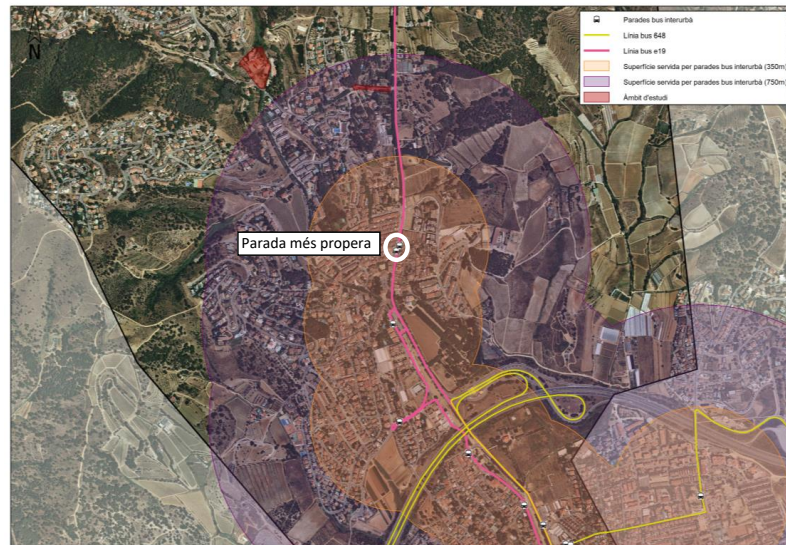 N
Parades bus interurbà
Línia bus 648
Línia bus e19
Superfície servida per parades bus interurbà (350m)
Superfície servida per parades bus interurbà (750m)
Àmbit d'estudi
Parada més propera